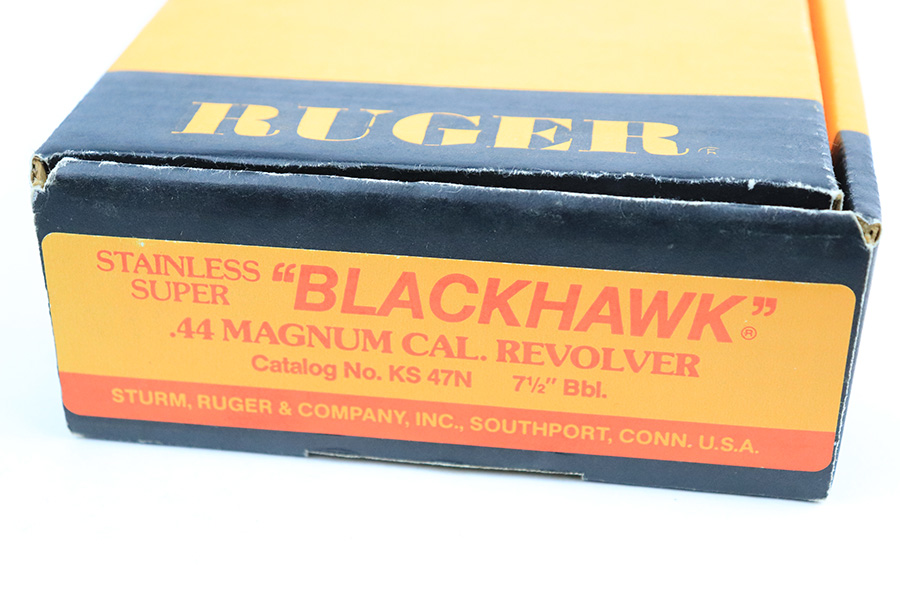 RUGER®
STAINLESS SUPER "BLACKHAWK"®
.44 MAGNUM CAL. REVOLVER
Catalog No. KS 47N 7½" Bbl.
STURM, RUGER & COMPANY, INC., SOUTHPORT, CONN. U.S.A.